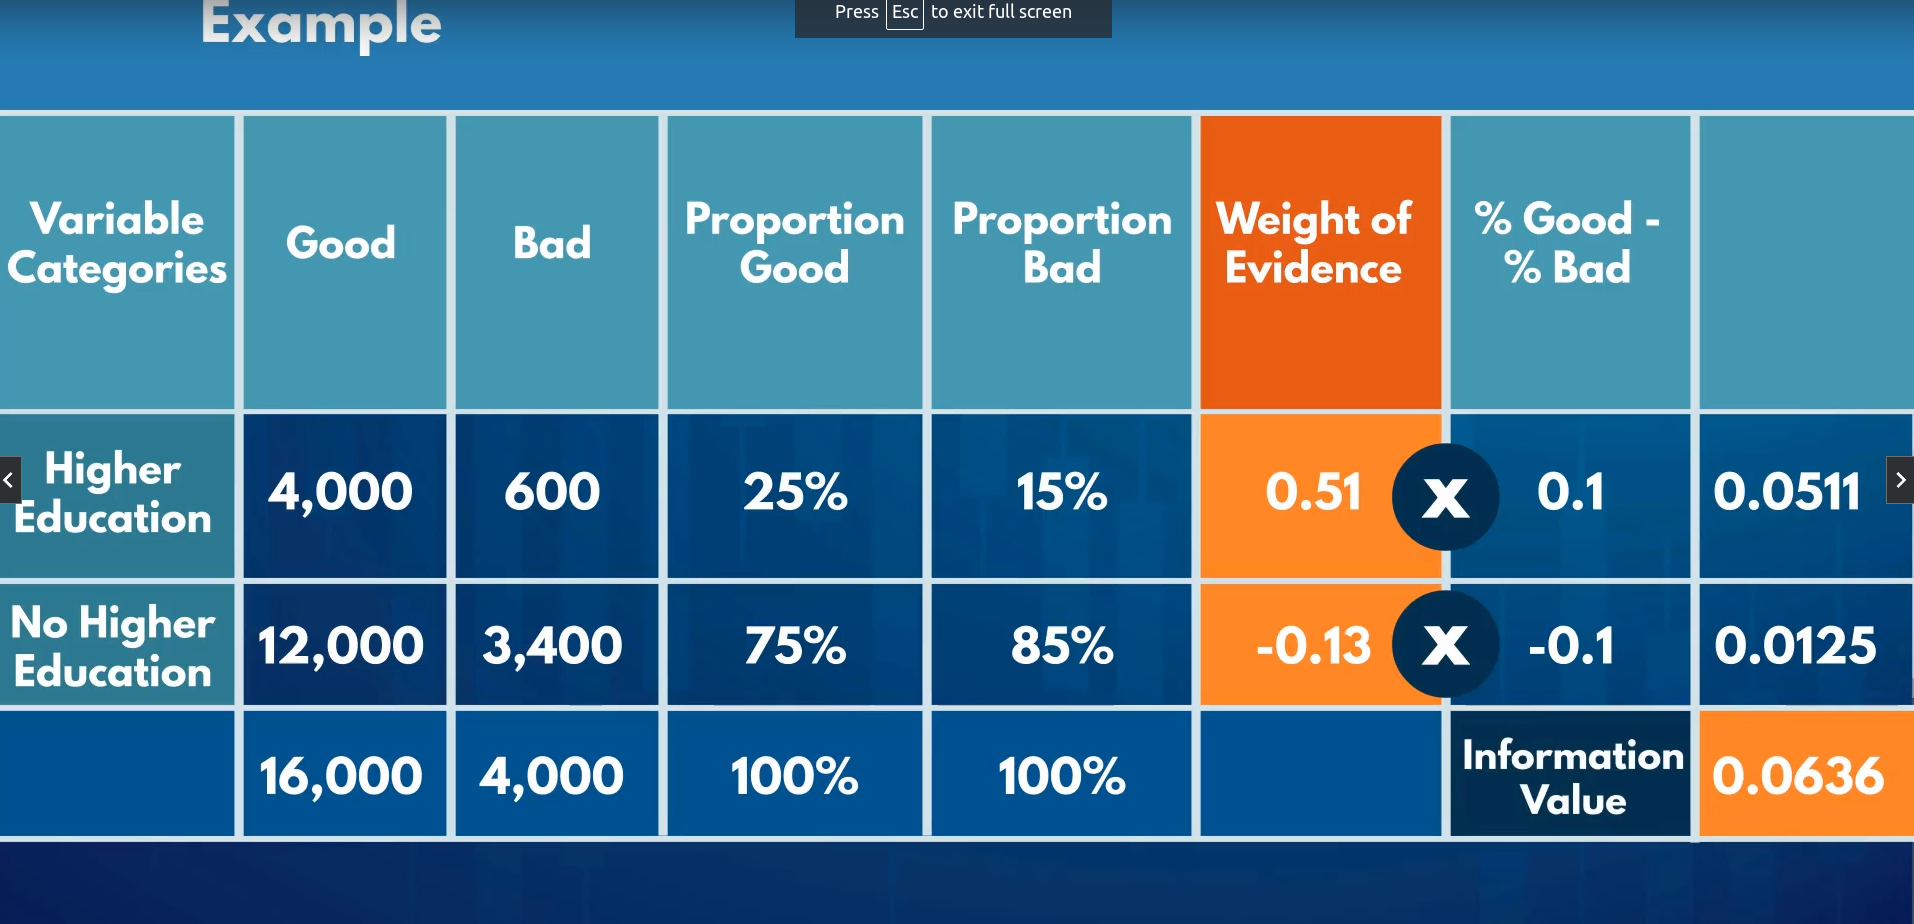 Example
Press Esc to exit full screen
Variable
Categories
Good
Bad
Proportion
Good
Proportion
Bad
Weight of
Evidence
% Good -
% Bad
Higher
Education
4,000
600
25%
15%
0.51
X
0.1
0.0511
No Higher
Education
12,000
3,400
75%
85%
-0.13
X
-0.1
0.0125
16,000
4,000
100%
100%
Information
Value
0.0636